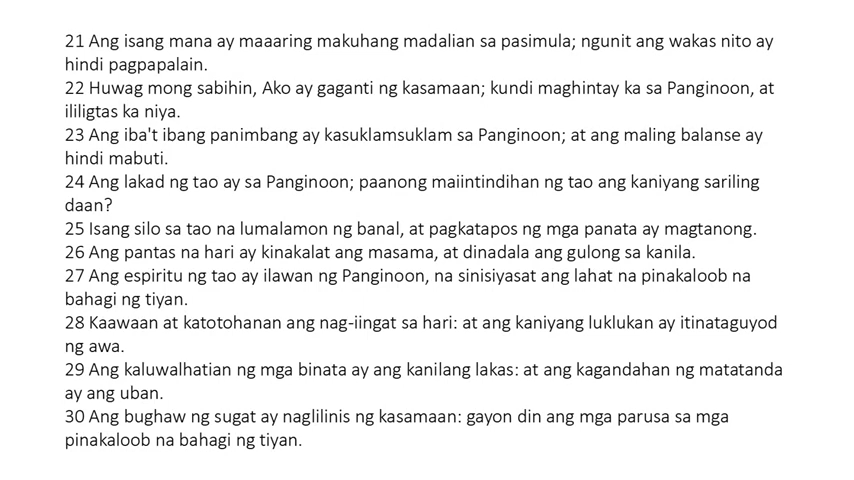 21 Ang isang mana ay maaaring makuhang madalian sa pasimula; ngunit ang wakas nito ay
hindi pagpapalain.
22 Huwag mong sabihin, Ako ay gaganti ng kasamaan; kundi maghintay ka sa Panginoon, at
ililigtas ka niya.
23 Ang iba't ibang panimbang ay kasuklamsuklam sa Panginoon; at ang maling balanse ay
hindi mabuti.
24 Ang lakad ng tao ay sa Panginoon; paanong maiintindihan ng tao ang kaniyang sariling
daan?
25 Isang silo sa tao na lumalamon ng banal, at pagkatapos ng mga panata ay magtanong.
26 Ang pantas na hari ay kinakalat ang masama, at dinadala ang gulong sa kanila.
27 Ang espiritu ng tao ay ilawan ng Panginoon, na sinisiyasat ang lahat na pinakaloob na
bahagi ng tiyan.
28 Kaawaan at katotohanan ang nag-iingat sa hari: at ang kaniyang luklukan ay itinataguyod
ng awa.
29 Ang kaluwalhatian ng mga binata ay ang kanilang lakas: at ang kagandahan ng matatanda
ay ang uban.
30 Ang bughaw ng sugat ay naglilinis ng kasamaan: gayon din ang mga parusa sa mga
pinakaloob na bahagi ng tiyan.